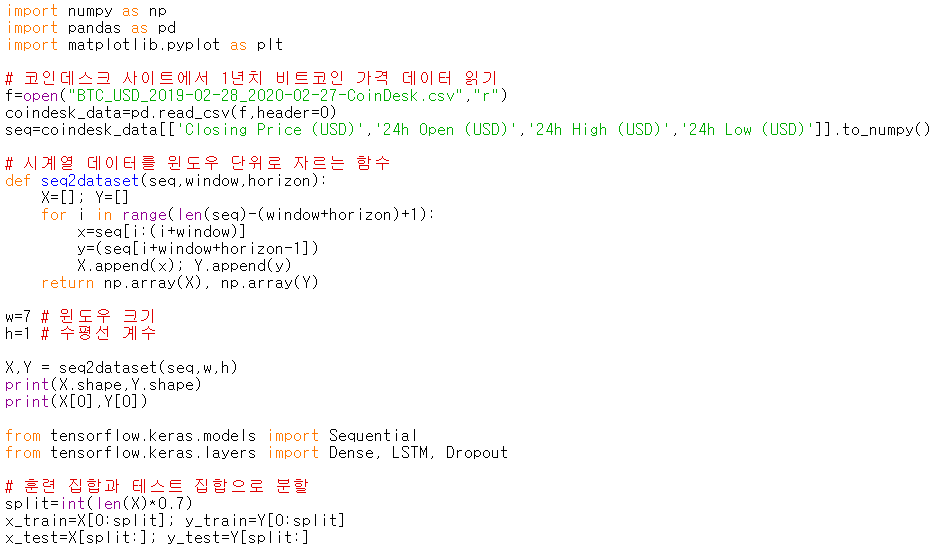 import numpy as np
import pandas as pd
import matplotlib.pyplot as plt

# 코인데스크 사이트에서 1년치 비트코인 가격 데이터 읽기
f=open("BTC_USD_2019-02-28_2020-02-27-CoinDesk.csv","r")
coindesk_data=pd.read_csv(f,header=0)
seq=coindesk_data[['Closing Price (USD)','24h Open (USD)','24h High (USD)','24h Low (USD)']].to_numpy()

# 시계열 데이터를 윈도우 단위로 자르는 함수
def seq2dataset(seq,window,horizon):
    X=[]; Y=[]
    for i in range(len(seq)-(window+horizon)+1):
        x=seq[i:(i+window)]
        y=(seq[i+window+horizon-1])
        X.append(x); Y.append(y)
    return np.array(X), np.array(Y)

w=7 # 윈도우 크기
h=1 # 수평선 계수

X,Y = seq2dataset(seq,w,h)
print(X.shape,Y.shape)
print(X[0],Y[0])

from tensorflow.keras.models import Sequential
from tensorflow.keras.layers import Dense, LSTM, Dropout

# 훈련 집합과 테스트 집합으로 분할
split=int(len(X)*0.7)
x_train=X[0:split]; y_train=Y[0:split]
x_test=X[split:]; y_test=Y[split:]